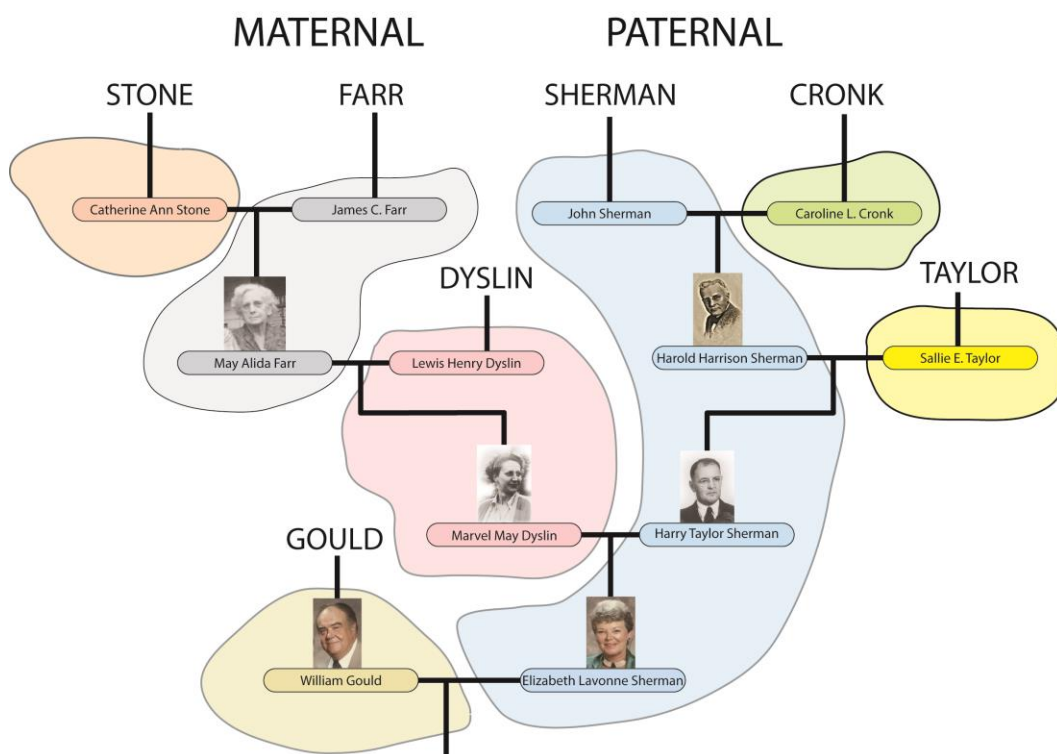 MATERNAL
PATERNAL
STONE
FARR
SHERMAN
CRONK
Catherine Ann Stone
James C. Farr
John Sherman
Caroline L. Cronk
DYSLIN
TAYLOR
May Alida Farr
Lewis Henry Dyslin
Harold Harrison Sherman
Sallie E. Taylor
Marvel May Dyslin
Harry Taylor Sherman
GOULD
William Gould
Elizabeth Lavonne Sherman